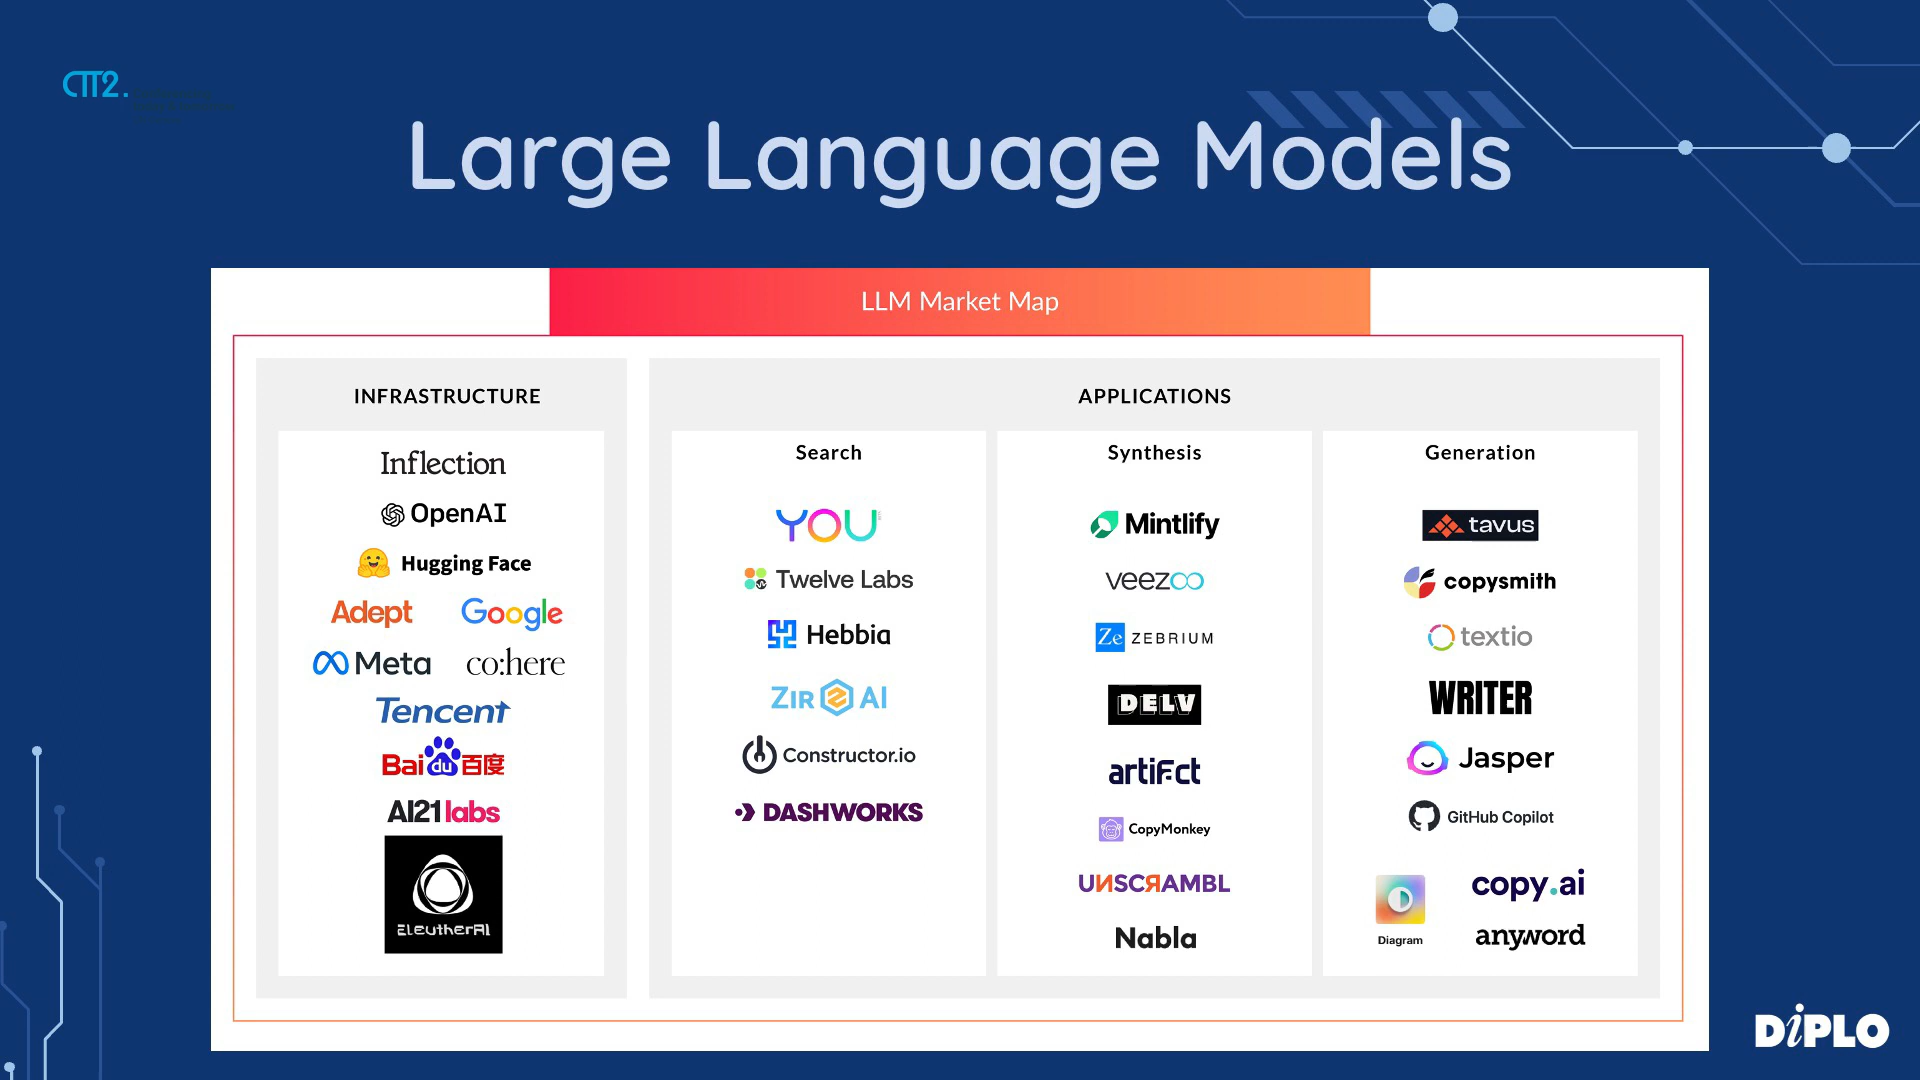 СПП2.
Large Language Models
LLM Market Map
INFRASTRUCTURE
Inflection
OpenAI
Hugging Face
Adept Google
Meta co:here
Tencent
Bai du 百度
AI21 labs
EleutherAI
APPLICATIONS
Search
YOU
Twelve Labs
Hebbia
ZIR AI
Constructor.io
DASHWORKS
Synthesis
Mintlify
veezoo
Ze ZEBRIUM
DELV
artifact
CopyMonkey
UNSCRAMBL
Nabla
Generation
tavus
copysmith
textio
WRITER
Jasper
GitHub Copilot
Diagram
copy.ai
anyword
DiPLO